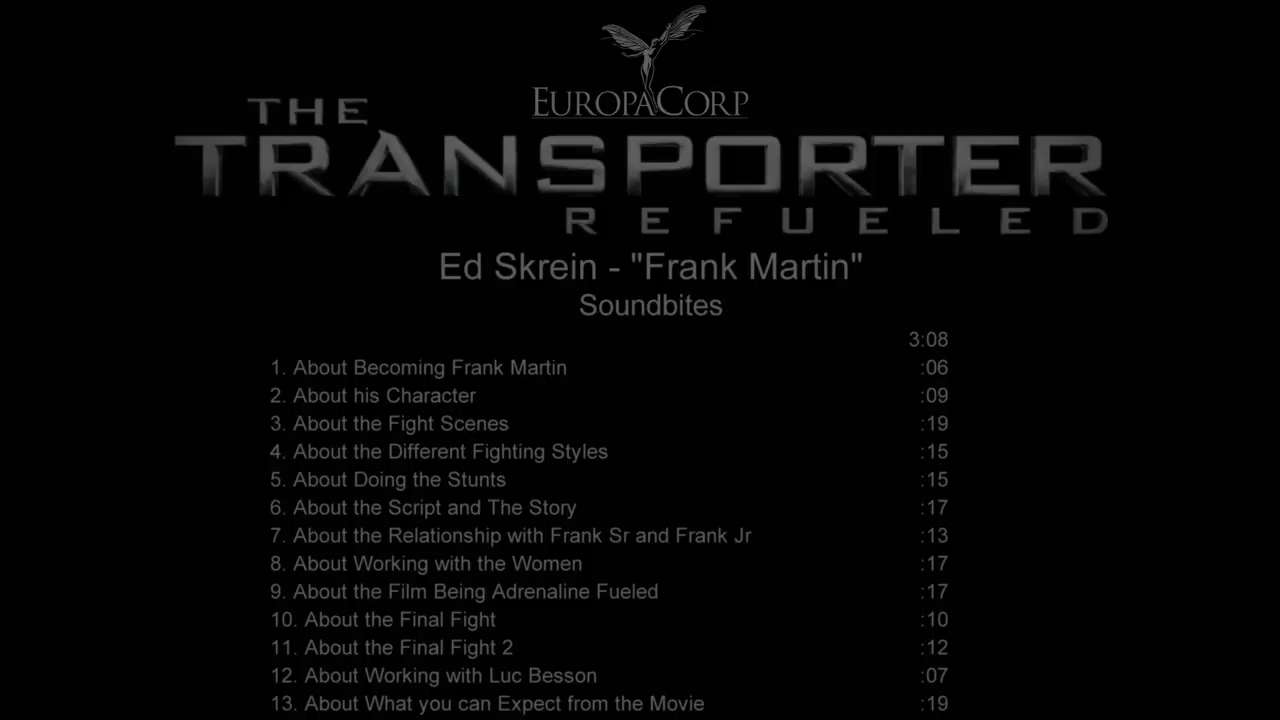 EUROPACORP
THE
TRANSPORTER
REFUELED
Ed Skrein - "Frank Martin"
Soundbites
3:08
1. About Becoming Frank Martin :06
2. About his Character :09
3. About the Fight Scenes :19
4. About the Different Fighting Styles :15
5. About Doing the Stunts :15
6. About the Script and The Story :17
7. About the Relationship with Frank Sr and Frank Jr :13
8. About Working with the Women :17
9. About the Film Being Adrenaline Fueled :17
10. About the Final Fight :10
11. About the Final Fight 2 :12
12. About Working with Luc Besson :07
13. About What you can Expect from the Movie :19